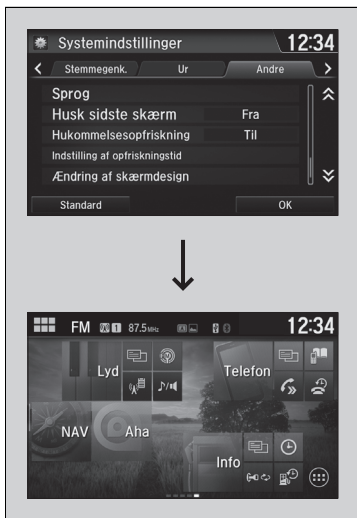 Systemindstillinger 12:34
Stemmegenk. Ur Andre
Sprog
Husk sidste skærm Fra
Hukommelsesopfriskning Til
Indstilling af opfriskningstid
Ændring af skærmdesign
Standard OK
FM 1 87.5MHz 12:34
Lyd Telefon
NAV Aha
Info